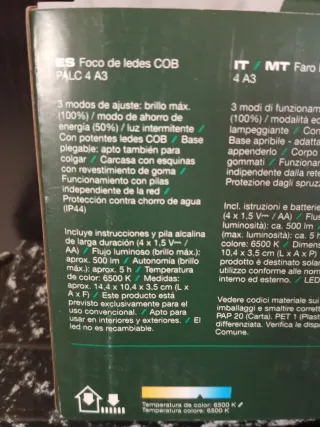 ES Foco de ledes COB
PALC 4 A3
3 modos de ajuste: brillo máx.
(100%) / modo de ahorro de
energía (50%) / luz intermitente /
Con potentes ledes COB / Base
plegable: apto también para
colgar / Carcasa con esquinas
con revestimiento de goma /
Funcionamiento con pilas
independiente de la red /
Protección contra chorro de agua
(IP44)
Incluye instrucciones y pila alcalina
de larga duración (4 x 1,5 V⎓ /
AA) / Flujo luminoso (brillo máx.):
aprox. 500 lm / Autonomía (brillo
máx.): aprox. 5 h / Temperatura
de color: 6500 K / Medidas:
aprox. 14,4 x 10,4 x 3,5 cm (L x
A x F) / Este producto está
previsto exclusivamente para el
uso convencional. / Apto para
usar en interiores y exteriores. / El
led no es recambiable.
IT / MT Faro
4 A3
3 modi di funzionam
(100%) / modalità ec
lampeggiante / Con
Base apribile - adatta
appenderlo / Corpo
gommati / Funzionam
indipendente dalla rete
Protezione dagli spruzz
Incl. istruzioni e batterie
(4 x 1,5 V⎓ / AA) / Flus
luminosità): ca. 500 lm /
(max. luminosità): ca. 5 h
colore: 6500 K / Dimens
10,4 x 3,5 cm (L x A x P)
prodotto è destinato solar
utilizzo conforme alle norm
interno ed esterno. / LED
Vedere codici materiale sui
imballaggi e smaltire corrett
PAP 20 (Carta). PET 1 (Plast
differenziata. Verifica le dispo
Comune.
Temperatura de color: 6500 K /
Temperatura colore: 6500 K